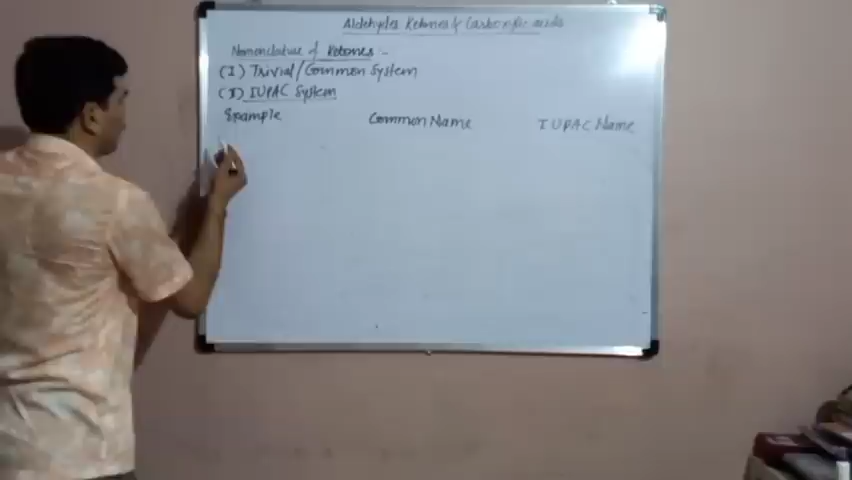 Aldehydes Ketones & Carboxylic acids
Nomenclature of Ketones :-
(I) Trivial/Common System
(II) IUPAC System
Example Common Name IUPAC Name